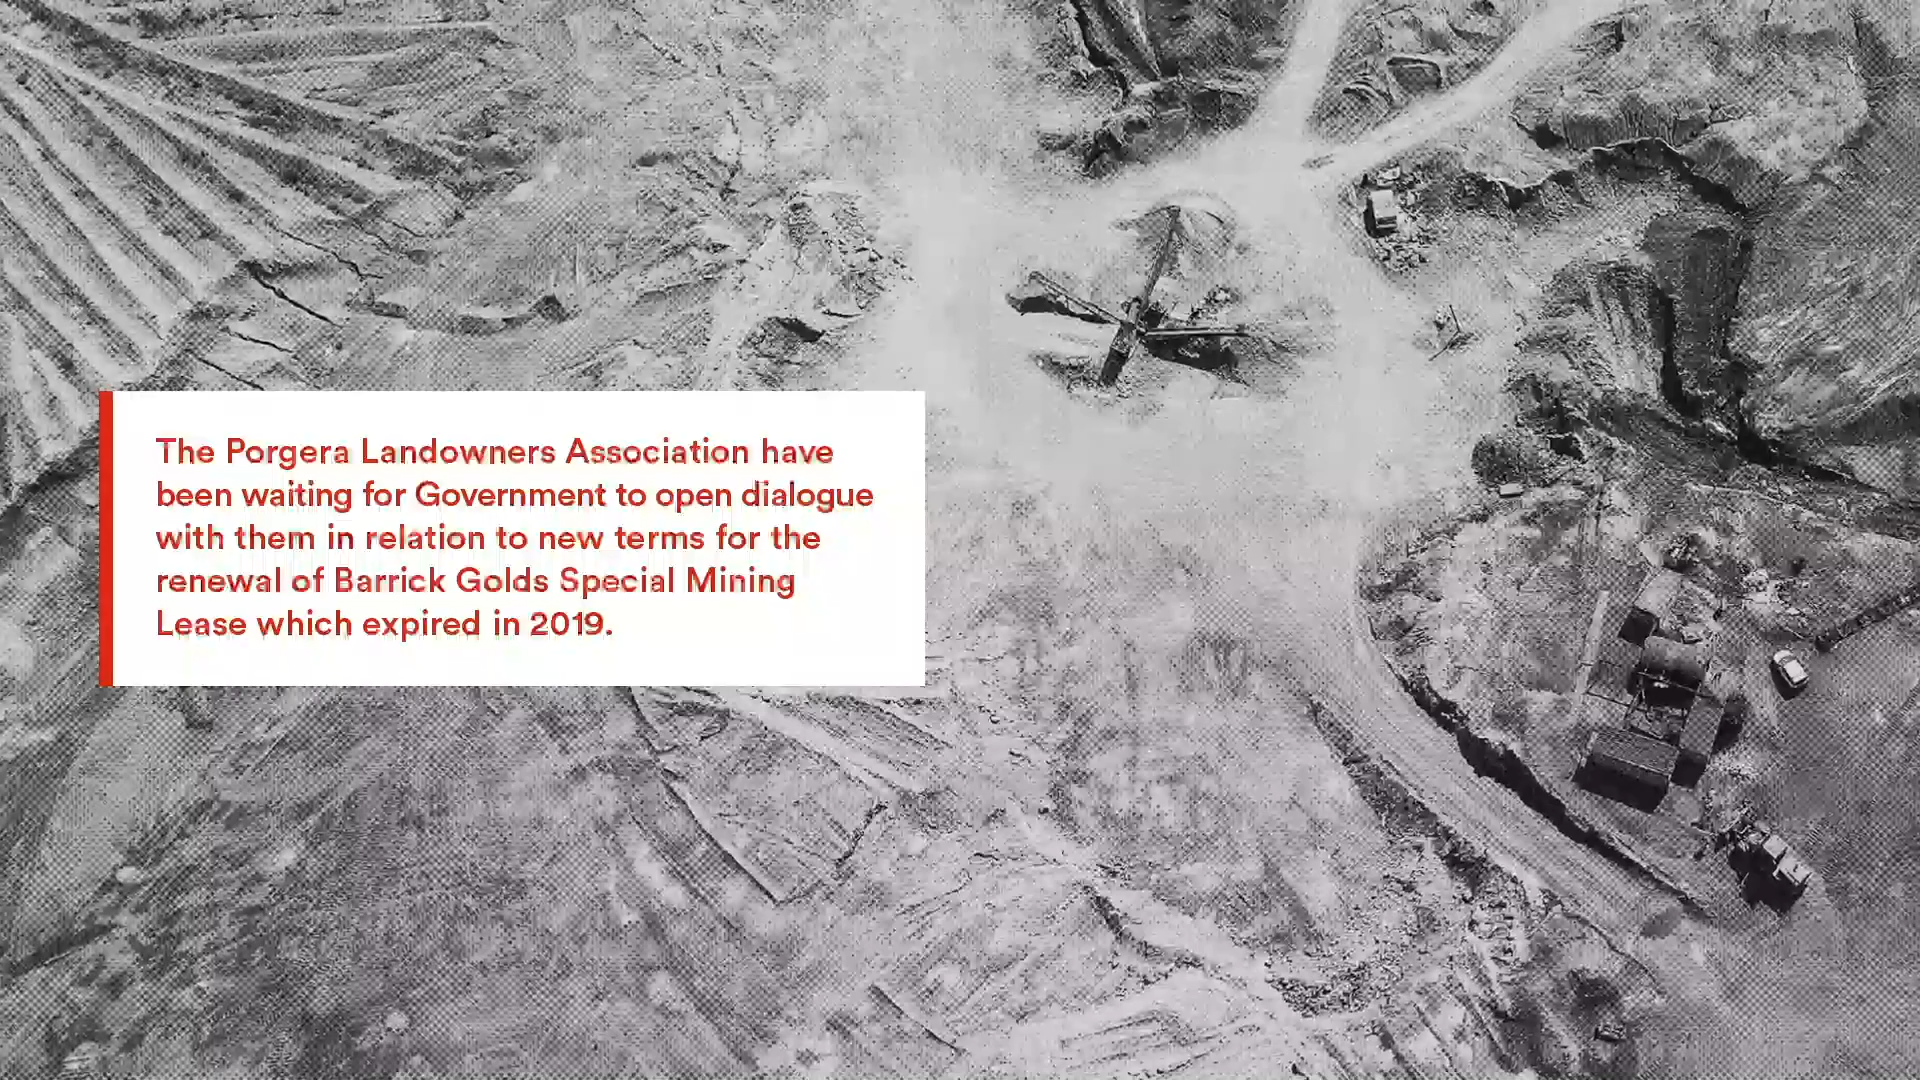 The Porgera Landowners Association have
been waiting for Government to open dialogue
with them in relation to new terms for the
renewal of Barrick Golds Special Mining
Lease which expired in 2019.